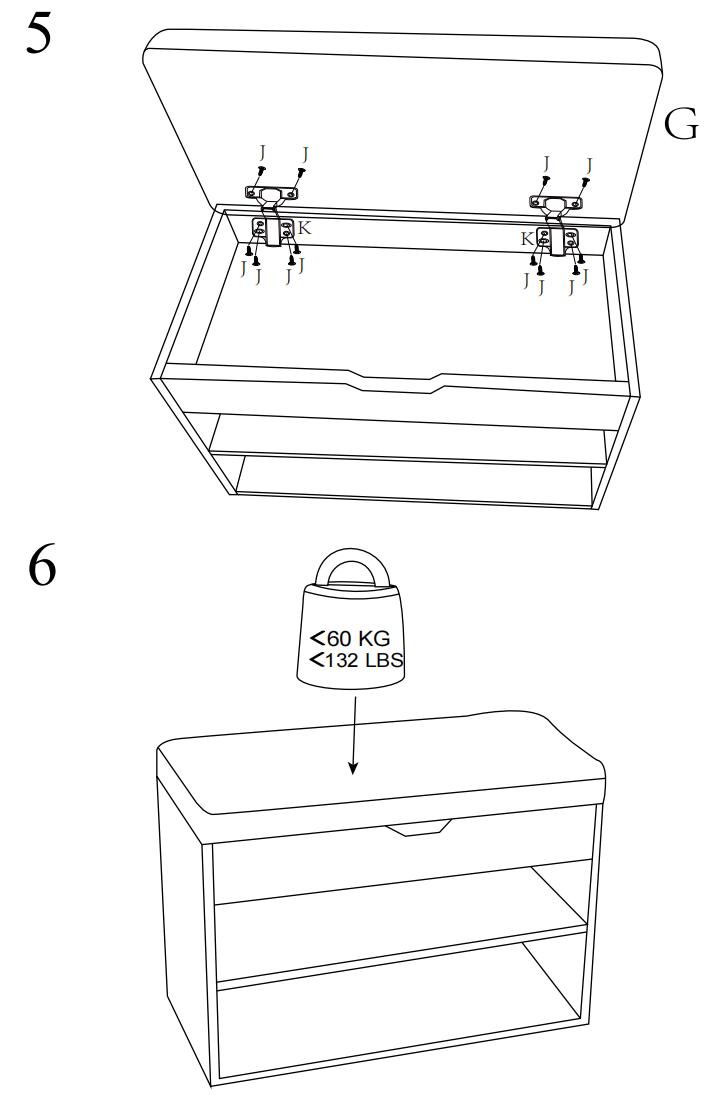 5
G
J J J J
K K
J J J J J J J J
6
<60 KG
<132 LBS